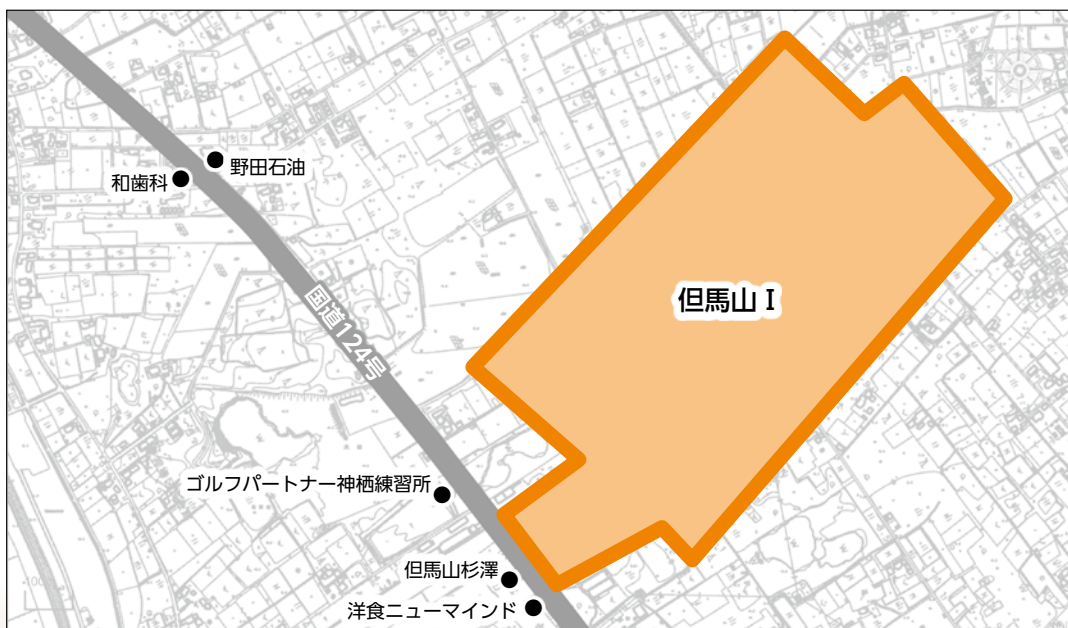 野田石油
和歯科
但馬山Ⅰ
国道124号
ゴルフパートナー神栖練習所
但馬山杉澤
洋食ニューマインド